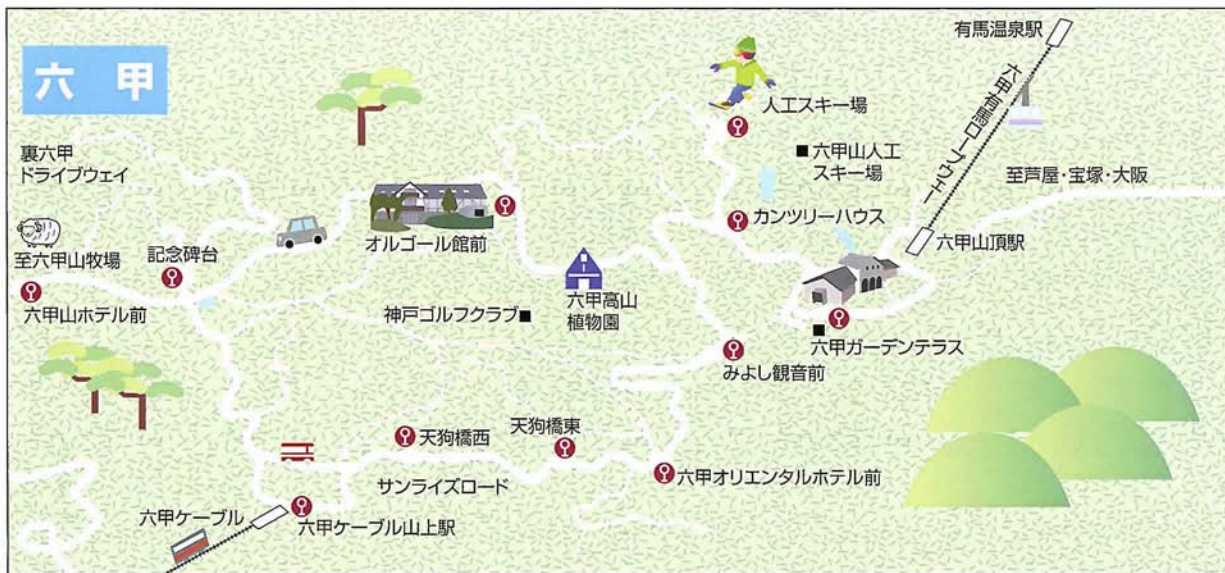 六甲
有馬温泉駅
六甲有馬ロープウェー
人工スキー場
六甲山人工
スキー場
至芦屋・宝塚・大阪
裏六甲
ドライブウェイ
カンツリーハウス
六甲山頂駅
オルゴール館前
至六甲山牧場
記念碑台
六甲山ホテル前
神戸ゴルフクラブ
六甲高山
植物園
六甲ガーデンテラス
みよし観音前
天狗橋西
天狗橋東
六甲オリエンタルホテル前
サンライズロード
六甲ケーブル
六甲ケーブル山上駅